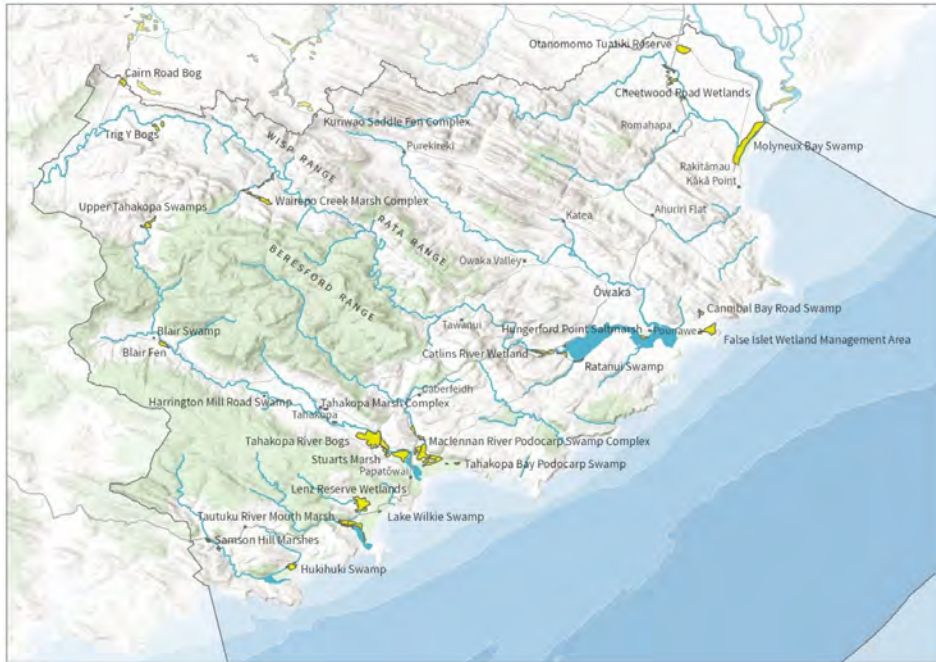 Otanomomo Tuatiki Reserve
Cairn Road Bog
Cheetwood Road Wetlands
Kuriwao Saddle Fen Complex
Romahapa
Trig Y Bogs
WISP RANGE
Purekireki
Molyneux Bay Swamp
Rakitāmau
Kākā Point
Wairepo Creek Marsh Complex
Upper Tahakopa Swamps
Katea
Ahuriri Flat
RATA RANGE
BERESFORD RANGE
Ōwaka Valley
Ōwaka
Cannibal Bay Road Swamp
Tawanui
Hungerford Point Saltmarsh
Pounawea
Blair Swamp
False Islet Wetland Management Area
Blair Fen
Catlins River Wetland
Ratanui Swamp
Caberfeidh
Harrington Mill Road Swamp
Tahakopa Marsh Complex
Tahakopa
Tahakopa River Bogs
Maclennan River Podocarp Swamp Complex
Stuarts Marsh
Tahakopa Bay Podocarp Swamp
Papatōwai
Lenz Reserve Wetlands
Tautuku River Mouth Marsh
Lake Wilkie Swamp
Samson Hill Marshes
Hukihuki Swamp